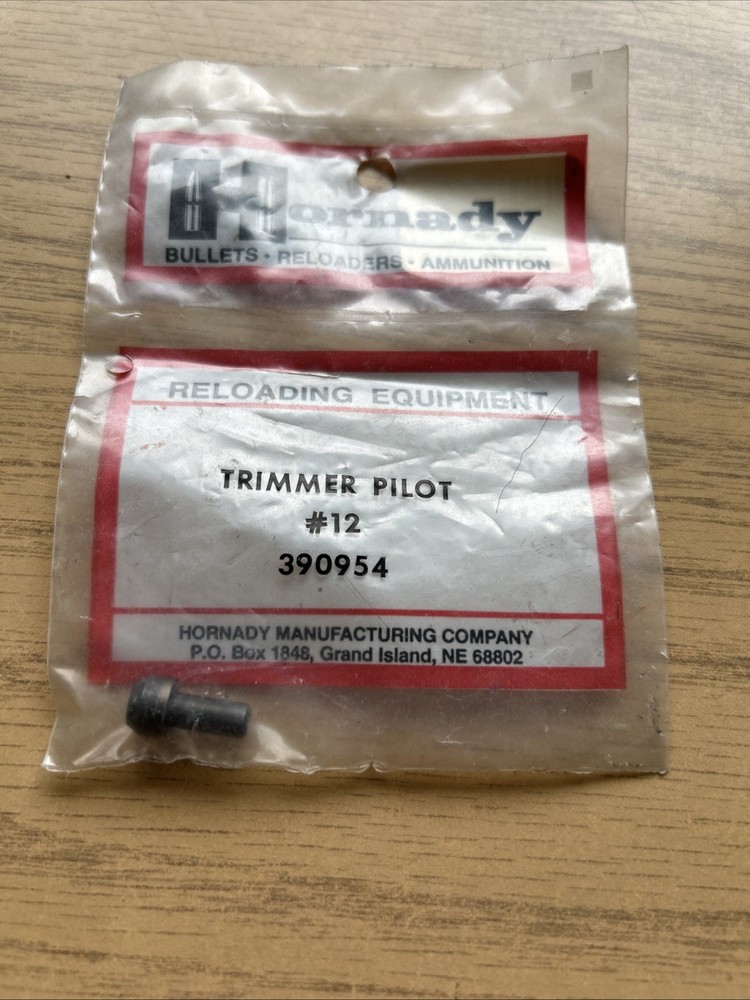 Hornady
BULLETS • RELOADERS • AMMUNITION
RELOADING EQUIPMENT
TRIMMER PILOT
#12
390954
HORNADY MANUFACTURING COMPANY
P.O. Box 1848, Grand Island, NE 68802